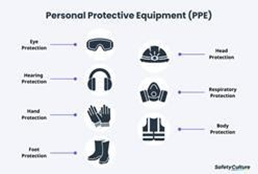 Personal Protective Equipment (PPE)
Eye
Protection
Head
Protection
Hearing
Protection
Respiratory
Protection
Hand
Protection
Body
Protection
Foot
Protection
SafetyCulture